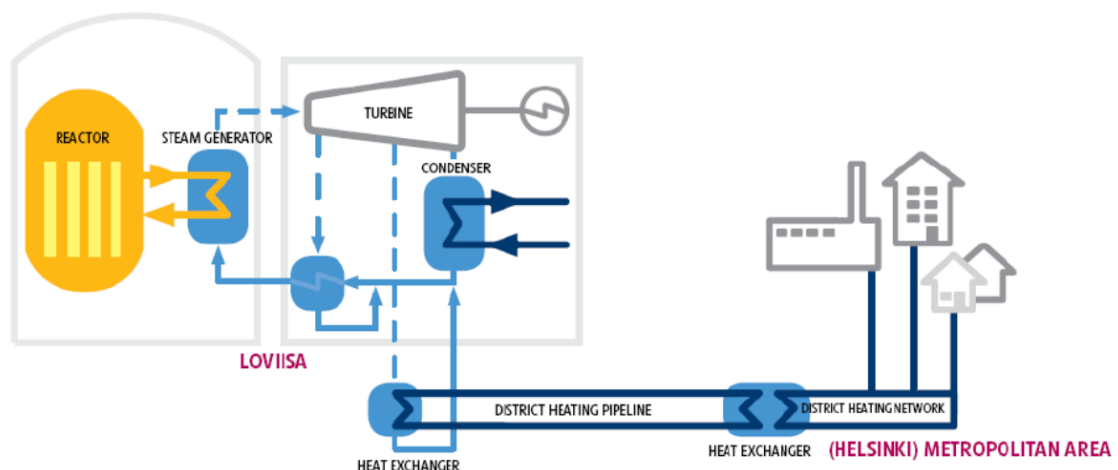 REACTOR
STEAM GENERATOR
TURBINE
CONDENSER
LOVIISA
DISTRICT HEATING PIPELINE
DISTRICT HEATING NETWORK
HEAT EXCHANGER
HEAT EXCHANGER
(HELSINKI) METROPOLITAN AREA